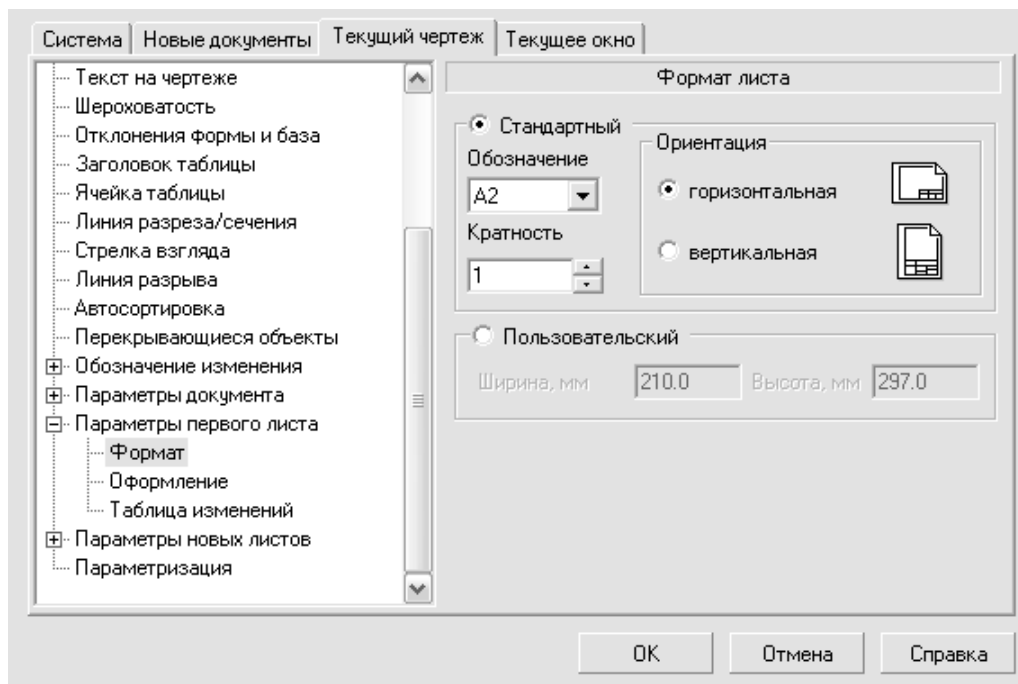 Система Новые документы Текущий чертеж Текущее окно
Текст на чертеже
Шероховатость
Отклонения формы и база
Заголовок таблицы
Ячейка таблицы
Линия разреза/сечения
Стрелка взгляда
Линия разрыва
Автосортировка
Перекрывающиеся объекты
Обозначение изменения
Параметры документа
Параметры первого листа
Формат
Оформление
Таблица изменений
Параметры новых листов
Параметризация
Формат листа
Стандартный
Обозначение
A2
Кратность
1
Ориентация
горизонтальная
вертикальная
Пользовательский
Ширина, мм 210.0 Высота, мм 297.0
OK Отмена Справка